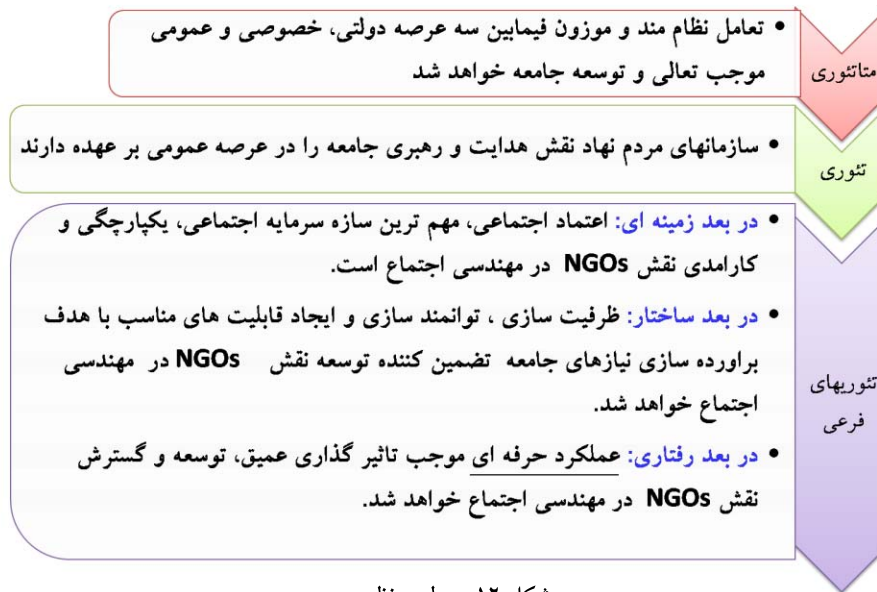 متاتئوری
• تعامل نظام مند و موزون فیمابین سه عرصه دولتی، خصوصی و عمومی
موجب تعالی و توسعه جامعه خواهد شد
تئوری
• سازمانهای مردم نهاد نقش هدایت و رهبری جامعه را در عرصه عمومی بر عهده دارند
تئوریهای
فرعی
• در بعد زمینه ای: اعتماد اجتماعی، مهم ترین سازه سرمایه اجتماعی، یکپارچگی و
کارامدی نقش NGOs در مهندسی اجتماع است.
• در بعد ساختار: ظرفیت سازی ، توانمند سازی و ایجاد قابلیت های مناسب با هدف
براورده سازی نیازهای جامعه تضمین کننده توسعه نقش NGOs در مهندسی
اجتماع خواهد شد.
• در بعد رفتاری: عملکرد حرفه ای موجب تاثیر گذاری عمیق، توسعه و گسترش
نقش NGOs در مهندسی اجتماع خواهد شد.